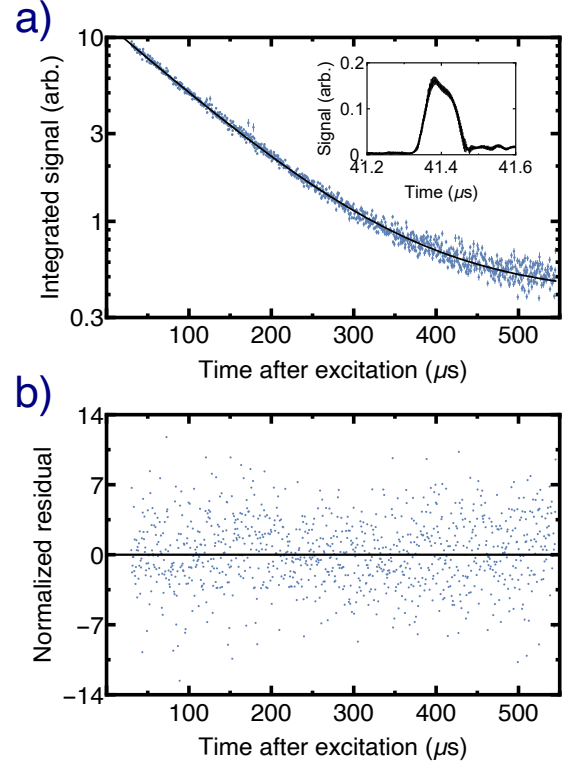 a)
10
3
1
0.3
Integrated signal (arb.)
0.2
0.1
0
Signal (arb.)
41.2 41.4 41.6
Time (µs)
100 200 300 400 500
Time after excitation (µs)
b)
14
7
0
−7
−14
Normalized residual
100 200 300 400 500
Time after excitation (µs)